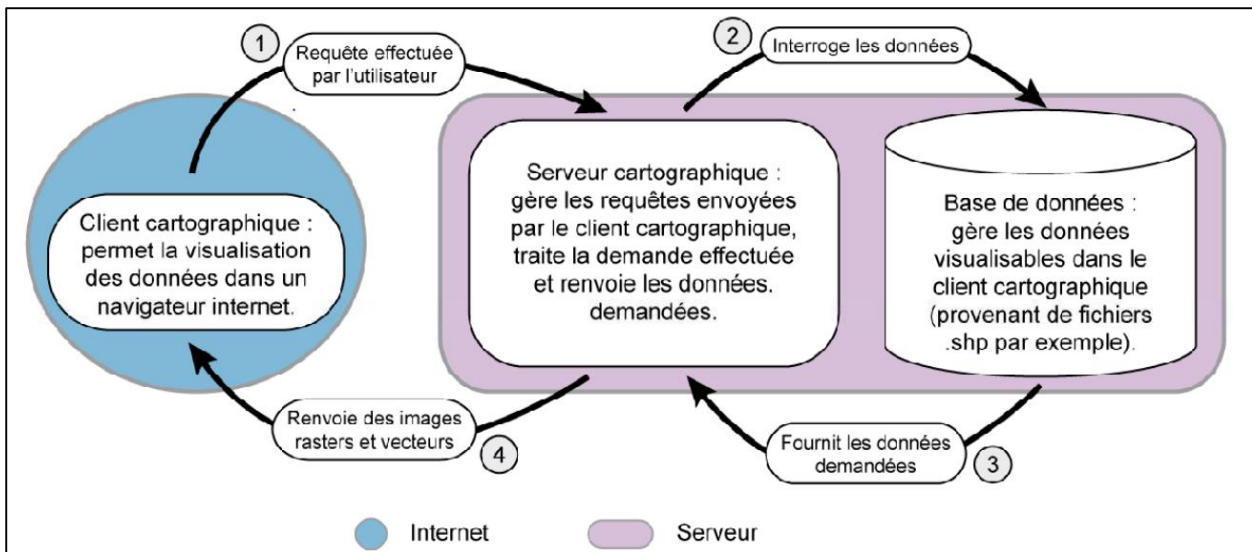 1
Requête effectuée
par l'utilisateur
2
Interroge les données
Client cartographique :
permet la visualisation
des données dans un
navigateur internet.
Serveur cartographique :
gère les requêtes envoyées
par le client cartographique,
traite la demande effectuée
et renvoie les données.
demandées.
Base de données :
gère les données
visualisables dans le
client cartographique
(provenant de fichiers
.shp par exemple).
Renvoie des images
rasters et vecteurs
4
Fournit les données
demandées
3
Internet
Serveur